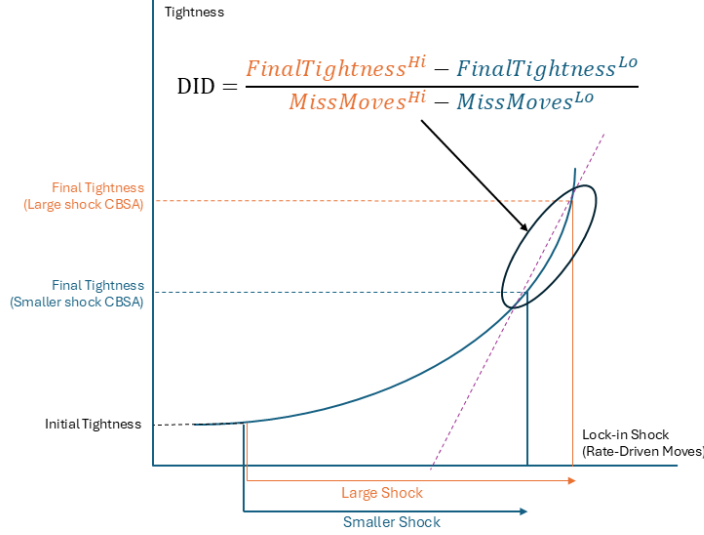 Tightness
DID = FinalTightness^Hi − FinalTightness^Lo
MissMoves^Hi − MissMoves^Lo
Final Tightness
(Large shock CBSA)
Final Tightness
(Smaller shock CBSA)
Initial Tightness
Lock-in Shock
(Rate-Driven Moves)
Large Shock
Smaller Shock